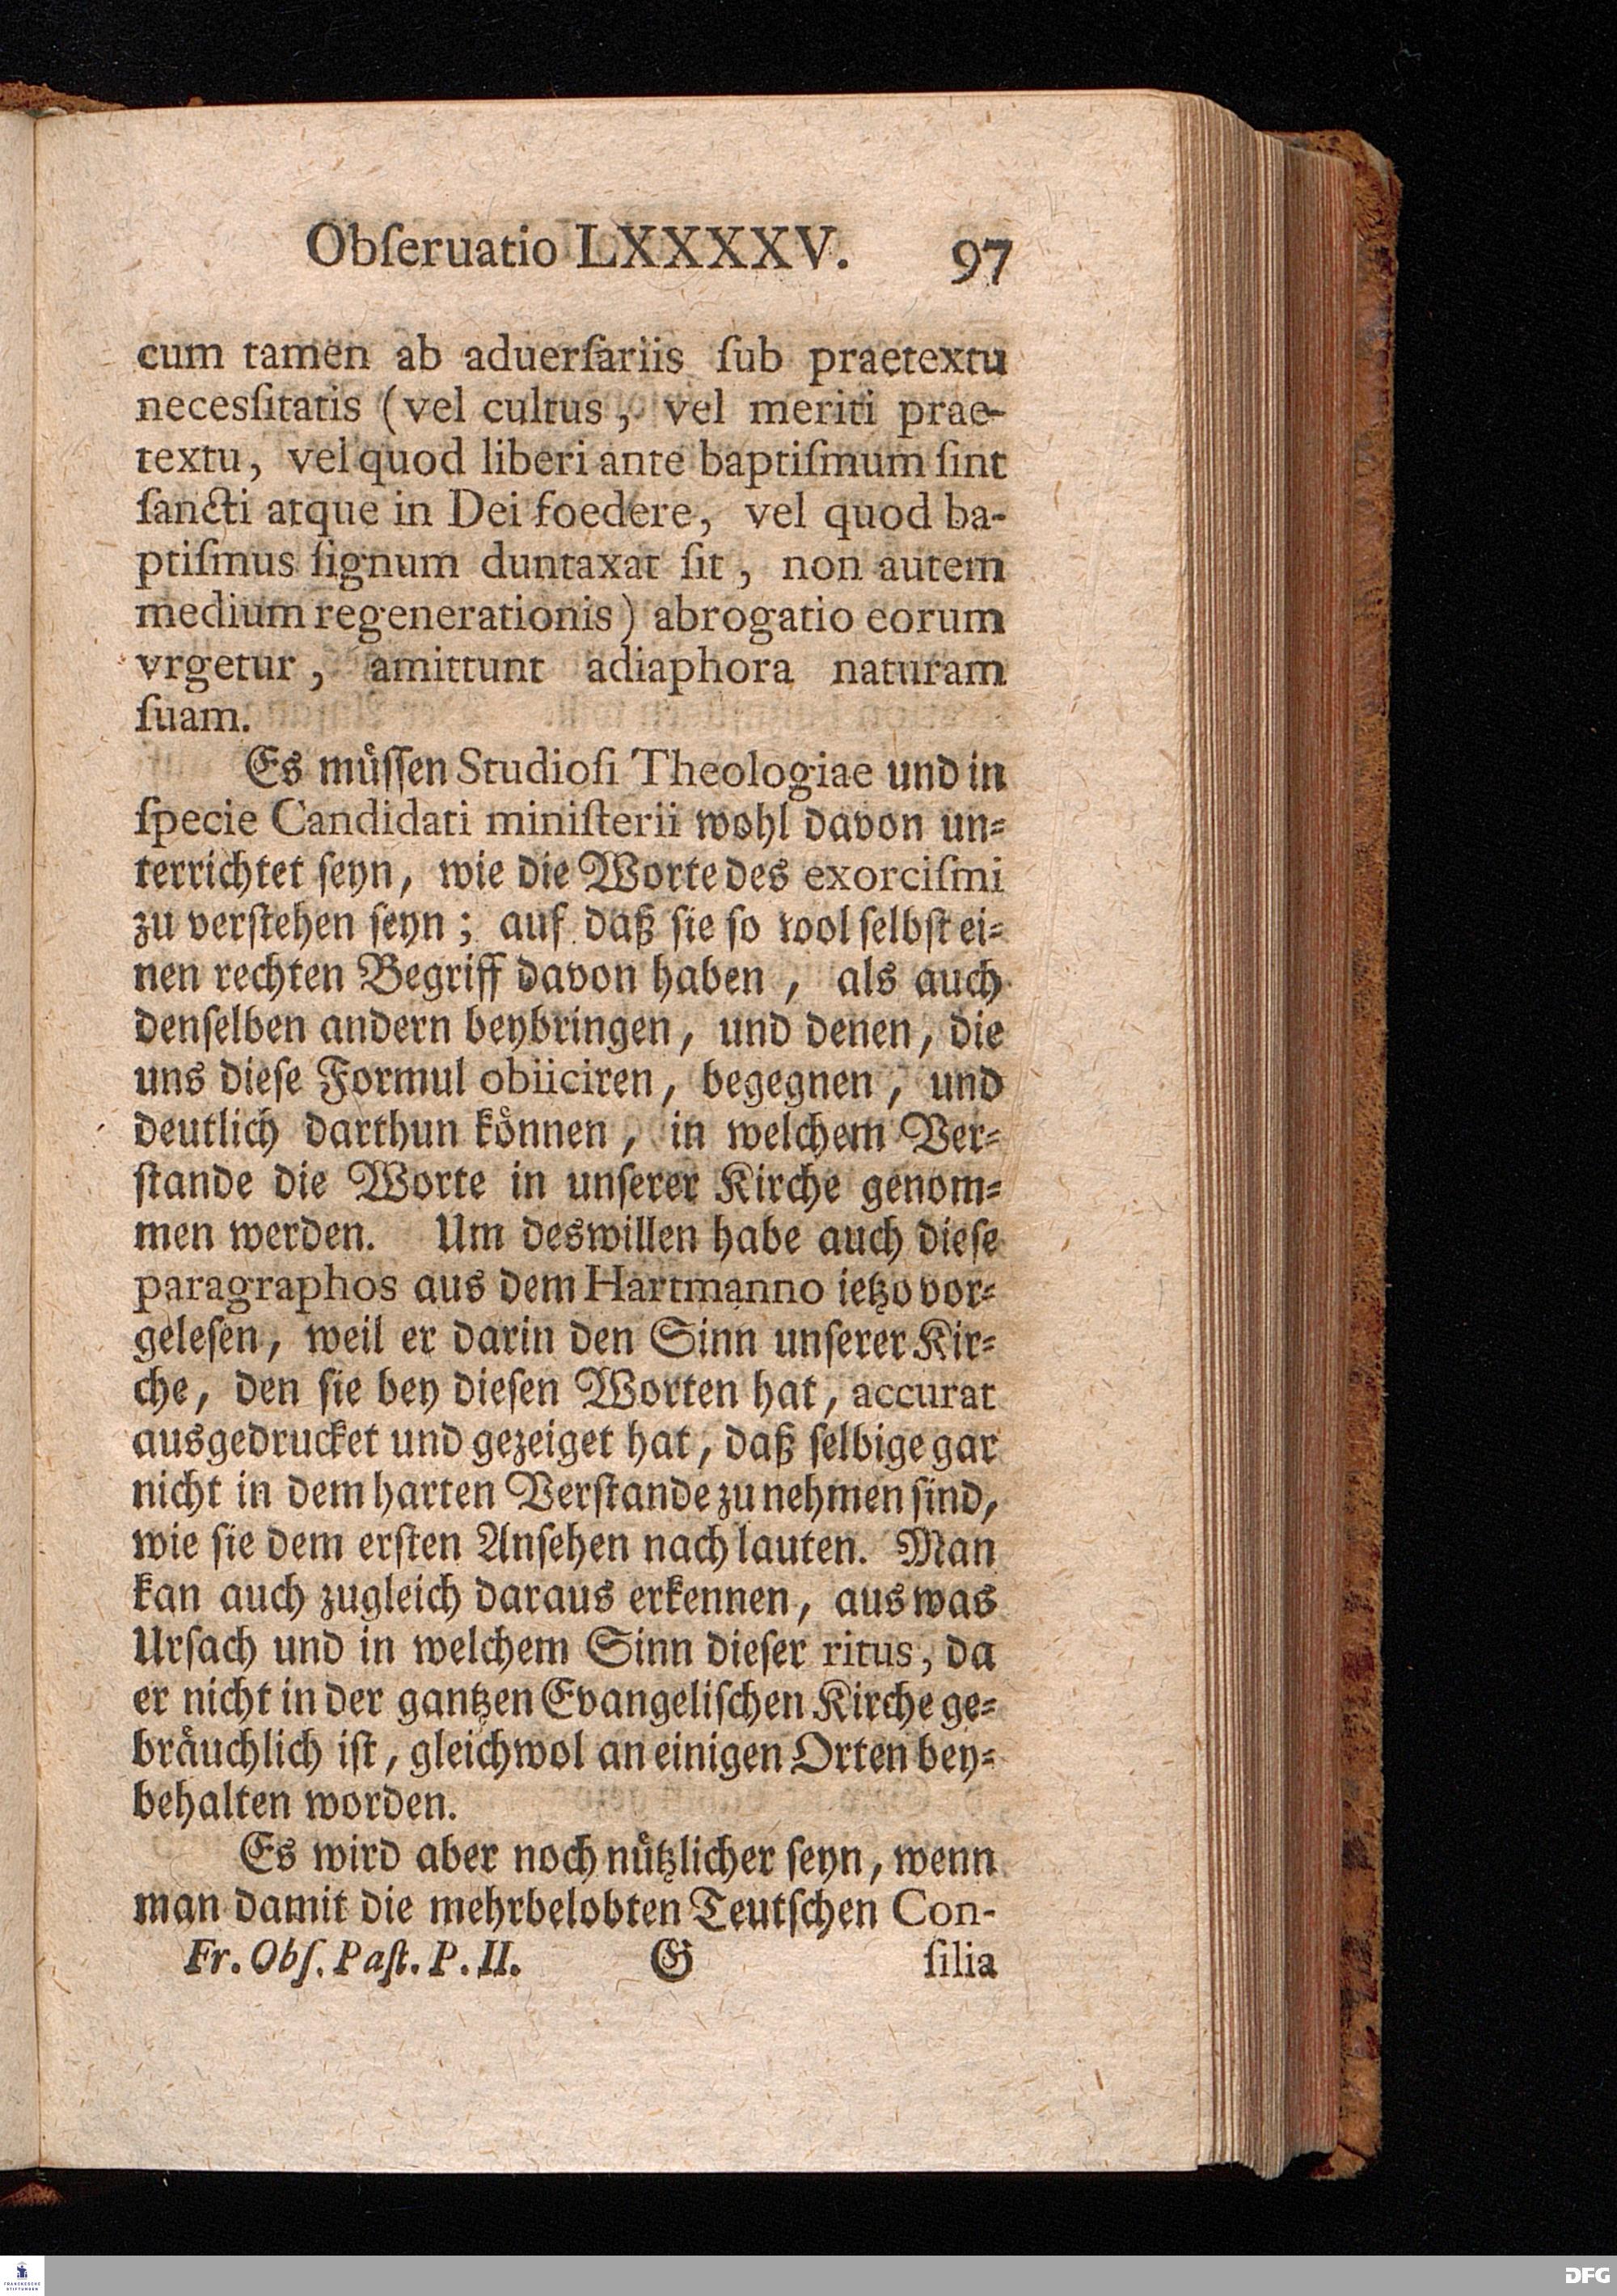 Obſeruatio LXXXXXV. 97
cum tamen ab aduerſariis ſub praetextu
necesſitatis (vel cultus, vel meriti prae-
textu, vel quod liberi ante baptiſmum ſint
ſancti atque in Dei foedere, vel quod ba-
ptiſmus ſignum duntaxat ſit, non autem
medium regenerationis) abrogatio eorum
vrgetur, amittunt adiaphora naturam
ſuam.
Es müſſen Studioſi Theologiae und in
ſpecie Candidati miniſterii wohl davon un-
terrichtet ſeyn, wie die Worte des exorciſmi
zu verſtehen ſeyn; auf daß ſie ſo wol ſelbſt ei-
nen rechten Begriff davon haben, als auch
denſelben andern beybringen, und denen, die
uns dieſe Formul obiiciren, begegnen, und
deutlich darthun können, in welchem Ver-
ſtande die Worte in unſerer Kirche genom-
men werden. Um deswillen habe auch dieſe
paragraphos aus dem Hartmanno ietzo vor-
geleſen, weil er darin den Sinn unſerer Kir-
che, den ſie bey dieſen Worten hat, accurat
ausgedrucket und gezeiget hat, daß ſelbige gar
nicht in dem harten Verſtande zu nehmen ſind,
wie ſie dem erſten Anſehen nach lauten. Man
kan auch zugleich daraus erkennen, aus was
Urſach und in welchem Sinn dieſer ritus, da
er nicht in der gantzen Evangeliſchen Kirche ge-
bräuchlich iſt, gleichwol an einigen Orten bey-
behalten worden.
Es wird aber noch nützlicher ſeyn, wenn
man damit die mehrbelobten Teutſchen Con-
Fr. Obſ. Paſt. P. II. G ſilia
FRANCKESCHE
STIFTUNGEN
DFG